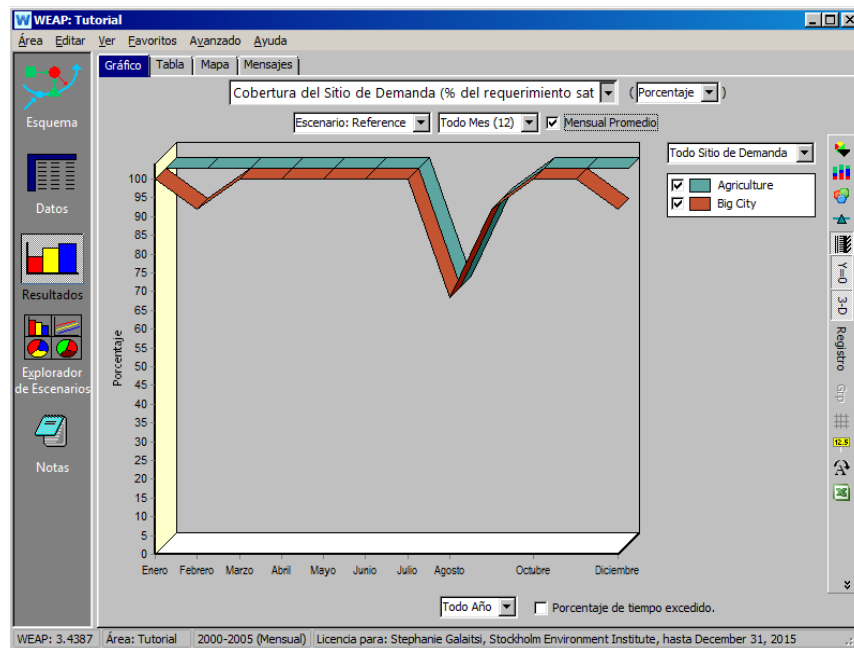 WEAP: Tutorial
Área Editar Ver Favoritos Avanzado Ayuda
Gráfico Tabla Mapa Mensajes
Cobertura del Sitio de Demanda (% del requerimiento sat (Porcentaje)
Escenario: Reference Todo Mes (12) Mensual Promedio
Todo Sitio de Demanda
Agriculture
Big City
Esquema
Datos
Resultados
Explorador
de Escenarios
Notas
Porcentaje
100
95
90
85
80
75
70
65
60
55
50
45
40
35
30
25
20
15
10
5
0
Enero Febrero Marzo Abril Mayo Junio Julio Agosto Octubre Diciembre
Y=0
3-D
Registro
Grp
12.5
A
Todo Año Porcentaje de tiempo excedido.
WEAP: 3.4387 Área: Tutorial 2000-2005 (Mensual) Licencia para: Stephanie Galaitsi, Stockholm Environment Institute, hasta December 31, 2015